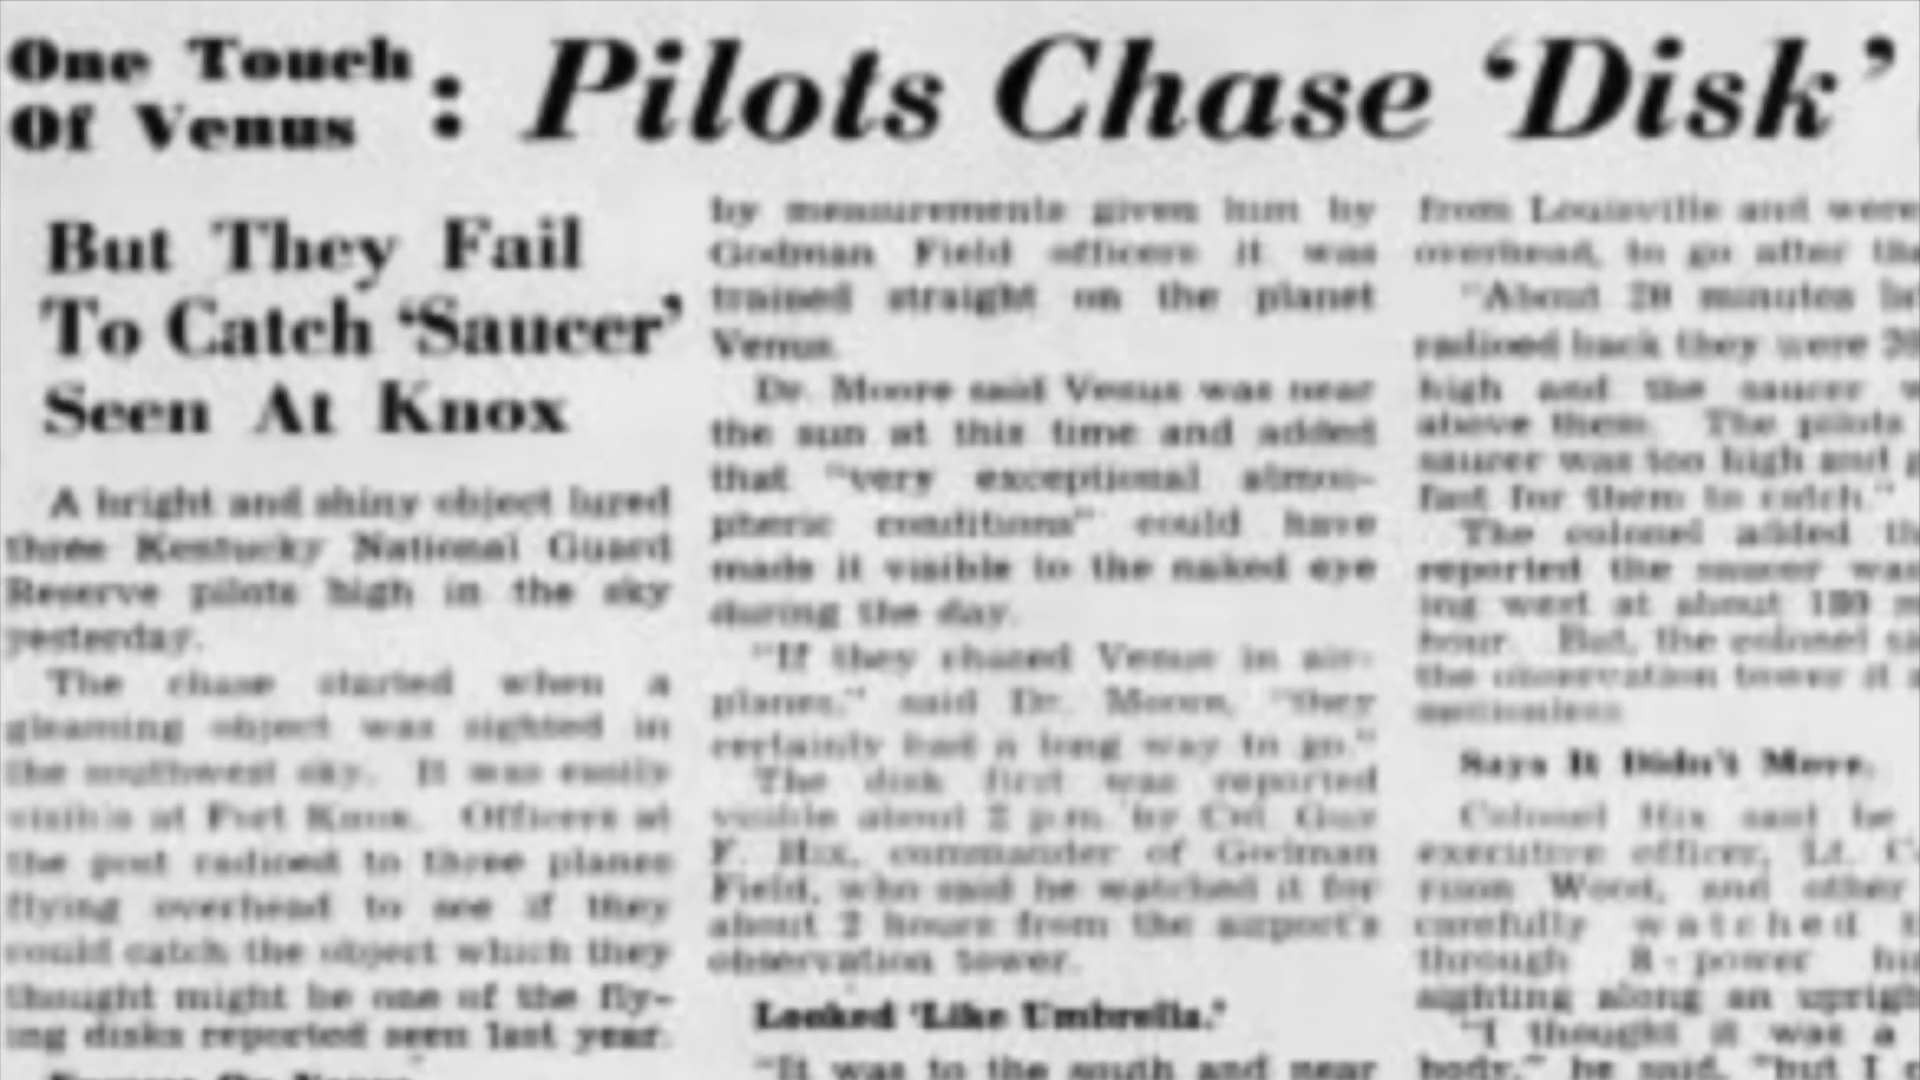 One Touch
Of Venus
: Pilots Chase ‘Disk’
But They Fail
To Catch ‘Saucer’
Seen At Knox
A bright and shiny object lured
three Kentucky National Guard
Reserve pilots high in the sky
yesterday.
The chase started when a
gleaming object was sighted in
the southwest sky. It was easily
visible at Fort Knox. Officers at
the post radioed to three planes
flying overhead to see if they
could catch the object which they
thought might be one of the fly-
ing disks reported seen last year.
by measurements given him by
Godman Field officers it was
trained straight on the planet
Venus.
Dr. Moore said Venus was near
the sun at this time and added
that "very exceptional atmos-
pheric conditions" could have
made it visible to the naked eye
during the day.
"If they chased Venus in air-
planes," said Dr. Moore, "they
certainly had a long way to go."
The disk first was reported
visible about 2 p.m. by Col. Guy
F. Hix, commander of Godman
Field, who said he watched it for
about 2 hours from the airport's
observation tower.
Looked ‘Like Umbrella.’
"It was to the south and near
from Louisville and were
overhead, to go after the
"About 20 minutes
radioed back they were
high and the saucer
above them. The pilots
saucer was too high and
fast for them to catch."
The colonel added
reported the saucer was
ing west at about 180
hour. But, the colonel
the observation tower it
motionless.
Says It Didn't Move.
Colonel Hix said he
executive officer, Lt.
Wood, and other
carefully watched
through 8-power
sighting along an
"I thought it was a
body," he said, "but I